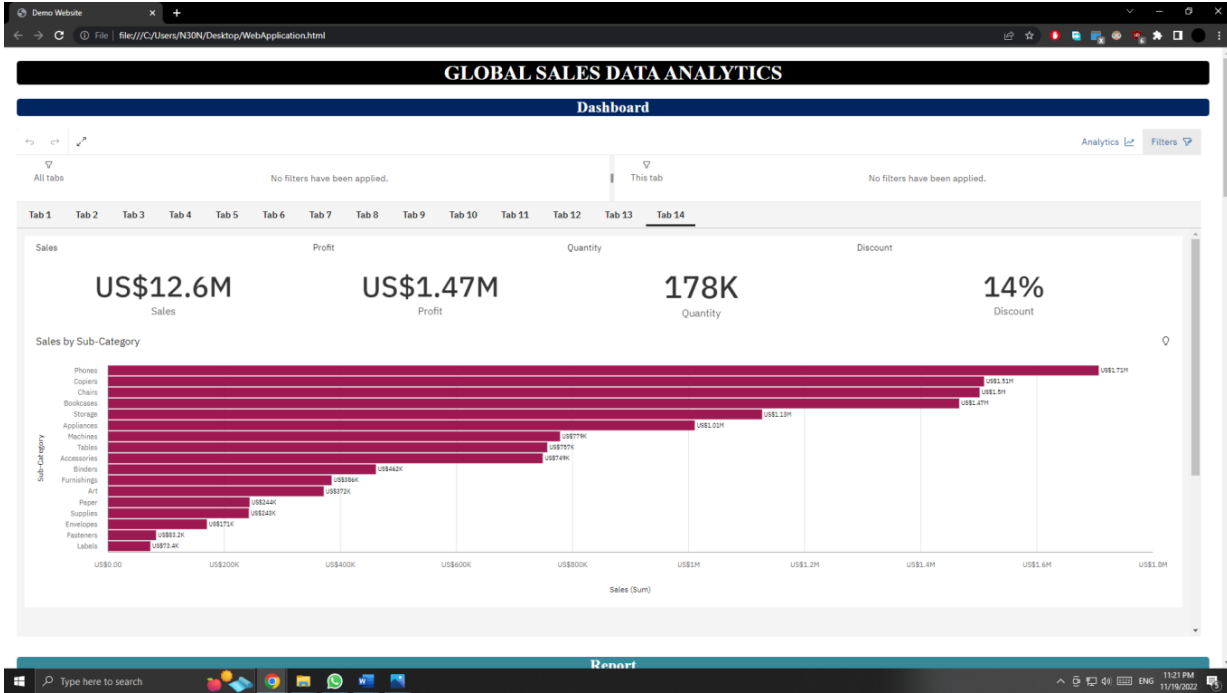 Demo Website
File file:///C:/Users/N30N/Desktop/WebApplication.html
GLOBAL SALES DATA ANALYTICS
Dashboard
Analytics Filters
All tabs No filters have been applied. This tab No filters have been applied.
Tab 1 Tab 2 Tab 3 Tab 4 Tab 5 Tab 6 Tab 7 Tab 8 Tab 9 Tab 10 Tab 11 Tab 12 Tab 13 Tab 14
Sales Profit Quantity Discount
US$12.6M US$1.47M 178K 14%
Sales Profit Quantity Discount
Sales by Sub-Category
Sub-Category
Phones US$1.71M
Copiers US$1.51M
Chairs US$1.5M
Bookcases US$1.47M
Storage US$1.13M
Appliances US$1.01M
Machines US$779K
Tables US$757K
Accessories US$749K
Binders US$462K
Furnishings US$386K
Art US$372K
Paper US$244K
Supplies US$243K
Envelopes US$171K
Fasteners US$83.2K
Labels US$73.4K
US$0.00 US$200K US$400K US$600K US$800K US$1M US$1.2M US$1.4M US$1.6M US$1.8M
Sales (Sum)
Report
Type here to search
ENG 11:21 PM
11/19/2022